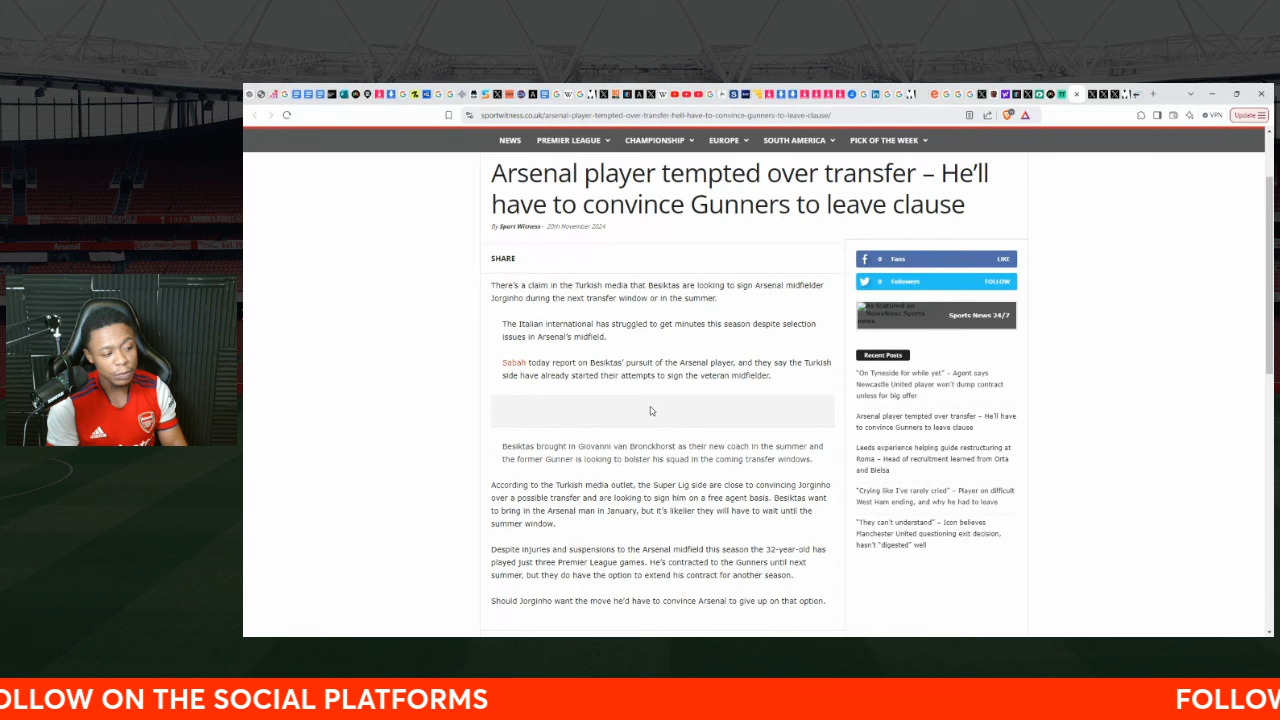 sportwitness.co.uk/arsenal-player-tempted-over-transfer-hell-have-to-convince-gunners-to-leave-clause/
VPN
Update
NEWS PREMIER LEAGUE CHAMPIONSHIP EUROPE SOUTH AMERICA PICK OF THE WEEK
Arsenal player tempted over transfer – He'll
have to convince Gunners to leave clause
By Sport Witness - 20th November 2024
SHARE
There's a claim in the Turkish media that Besiktas are looking to sign Arsenal midfielder
Jorginho during the next transfer window or in the summer.
The Italian international has struggled to get minutes this season despite selection
issues in Arsenal's midfield.
Sabah today report on Besiktas' pursuit of the Arsenal player, and they say the Turkish
side have already started their attempts to sign the veteran midfielder.
Besiktas brought in Giovanni van Bronckhorst as their new coach in the summer and
the former Gunner is looking to bolster his squad in the coming transfer windows.
According to the Turkish media outlet, the Super Lig side are close to convincing Jorginho
over a possible transfer and are looking to sign him on a free agent basis. Besiktas want
to bring in the Arsenal man in January, but it's likelier they will have to wait until the
summer window.
Despite injuries and suspensions to the Arsenal midfield this season the 32-year-old has
played just three Premier League games. He's contracted to the Gunners until next
summer, but they do have the option to extend his contract for another season.
Should Jorginho want the move he'd have to convince Arsenal to give up on that option.
0 Fans LIKE
0 Followers FOLLOW
As featured on
NewsNow: Sports
news
Sports News 24/7
Recent Posts
"On Tyneside for while yet" – Agent says
Newcastle United player won't dump contract
unless for big offer
Arsenal player tempted over transfer – He'll have
to convince Gunners to leave clause
Leeds experience helping guide restructuring at
Roma – Head of recruitment learned from Orta
and Bielsa
"Crying like I've rarely cried" – Player on difficult
West Ham ending, and why he had to leave
"They can't understand" – Icon believes
Manchester United questioning exit decision,
hasn't "digested" well
Arsenal
OLLOW ON THE SOCIAL PLATFORMS
FOLLOW